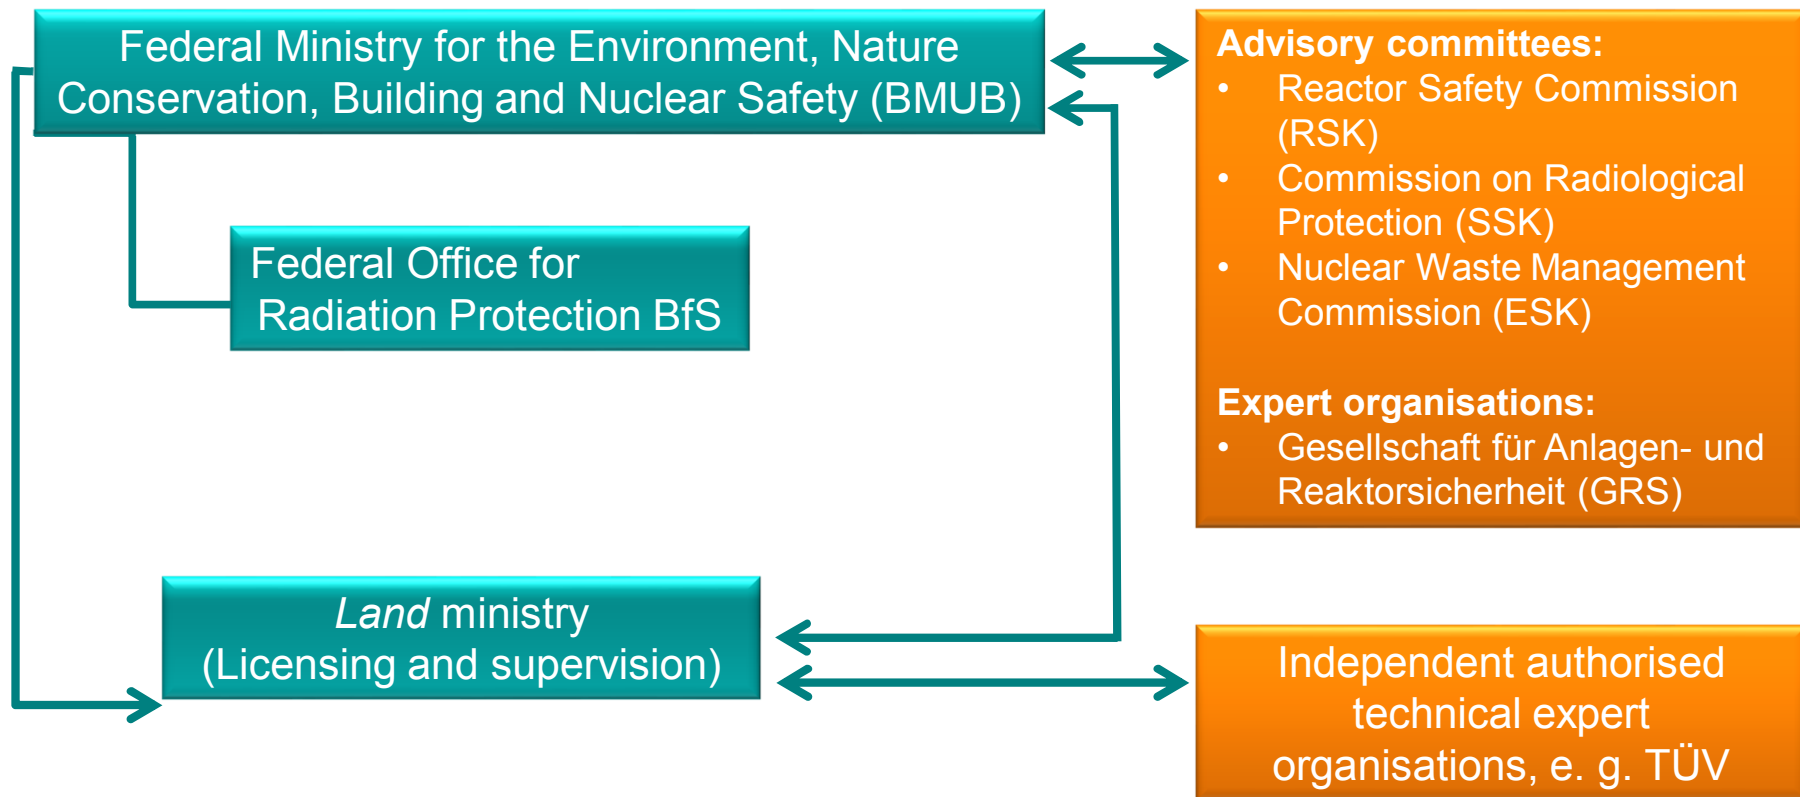 Federal Ministry for the Environment, Nature
Conservation, Building and Nuclear Safety (BMUB)
Federal Office for
Radiation Protection BfS
Land ministry
(Licensing and supervision)
Advisory committees:
• Reactor Safety Commission
(RSK)
• Commission on Radiological
Protection (SSK)
• Nuclear Waste Management
Commission (ESK)
Expert organisations:
• Gesellschaft für Anlagen- und
Reaktorsicherheit (GRS)
Independent authorised
technical expert
organisations, e. g. TÜV